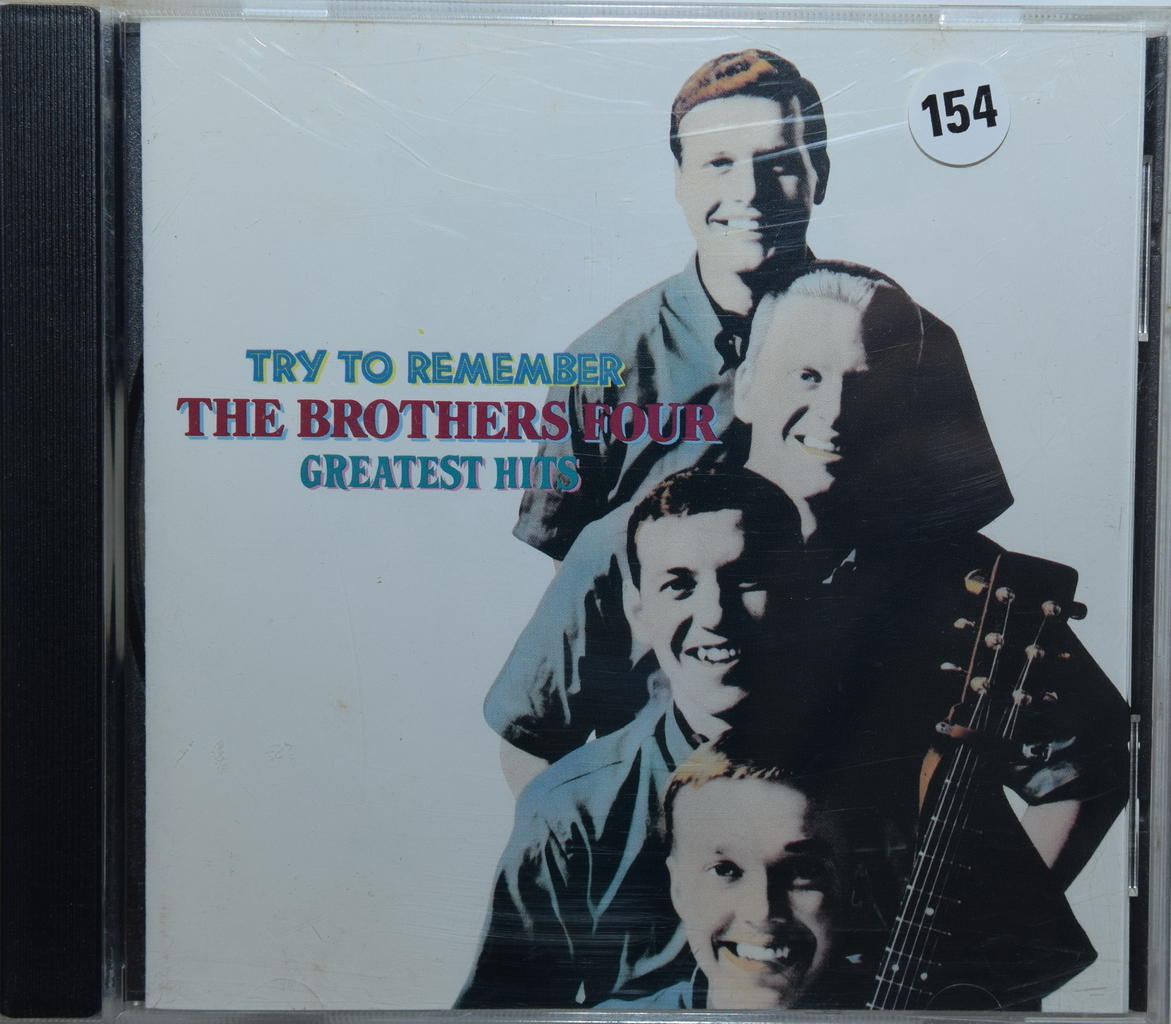 154
TRY TO REMEMBER
THE BROTHERS FOUR
GREATEST HITS